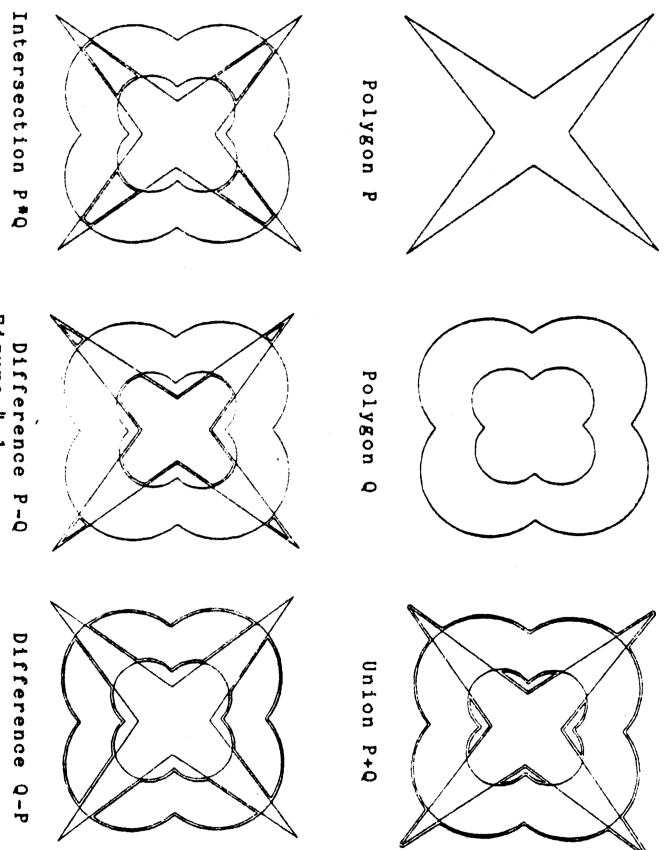 Polygon P
Polygon Q
Union P+Q
Intersection P*Q
Difference P-Q
Difference Q-P